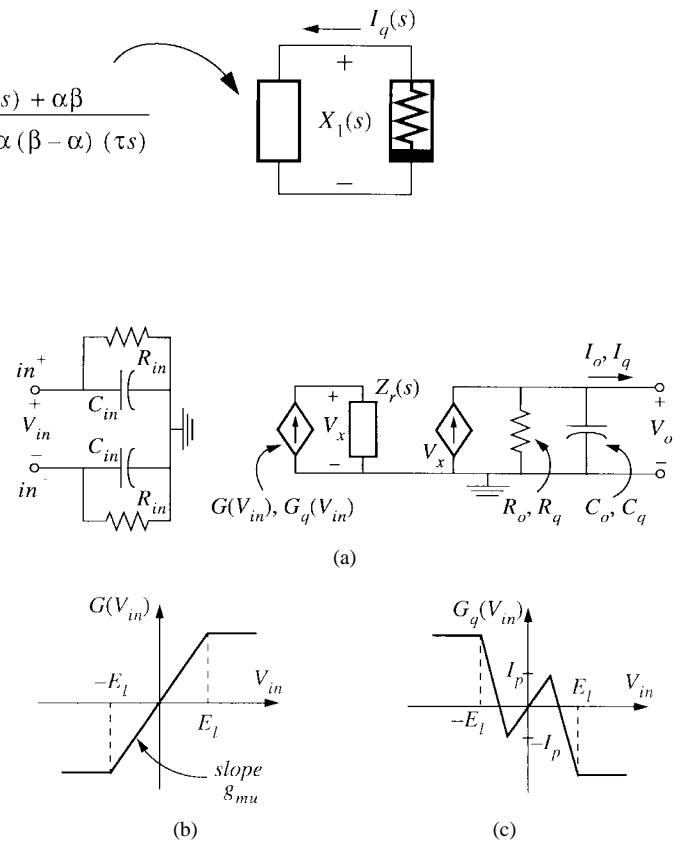 I_q(s)
+
s) + αβ
α (β – α) (τs)
X_1(s)
–
in^+
R_in
C_in
+
V_in
–
C_in
in^-
R_in
+
V_x
–
Z_r(s)
G(V_in), G_q(V_in)
V_x
I_o, I_q
+
V_o
–
R_o, R_q
C_o, C_q
(a)
G(V_in)
–E_l
V_in
E_l
slope
g_mu
(b)
G_q(V_in)
I_p
E_l
V_in
–E_l
–I_p
(c)